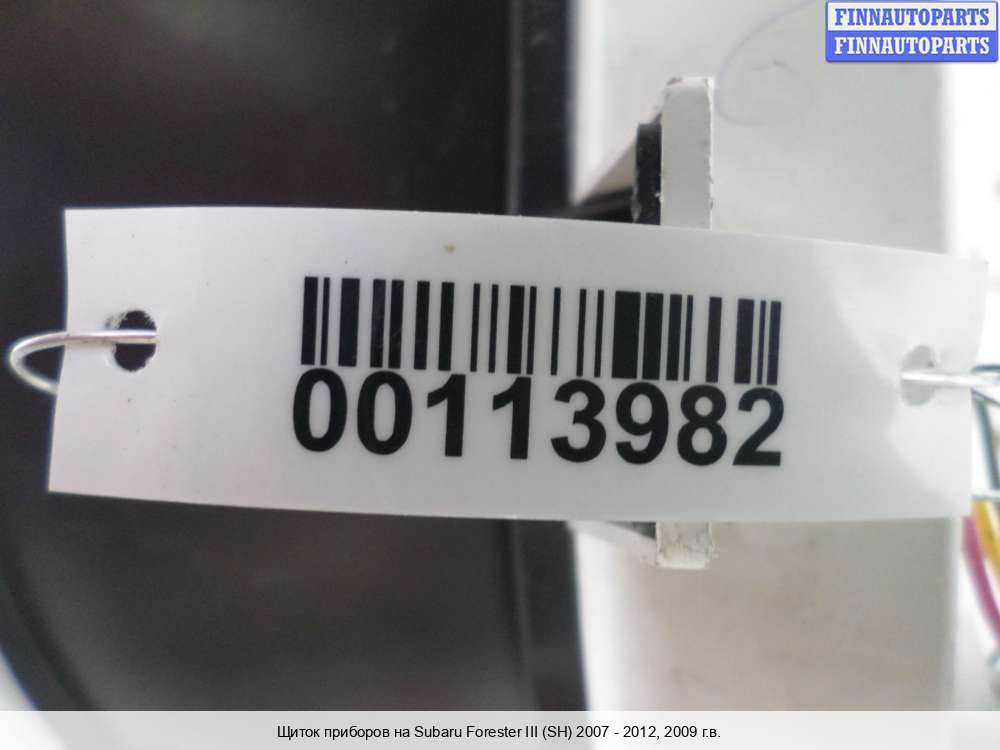 FINNAUTOPARTS
FINNAUTOPARTS
00113982
Щиток приборов на Subaru Forester III (SH) 2007 - 2012, 2009 г.в.